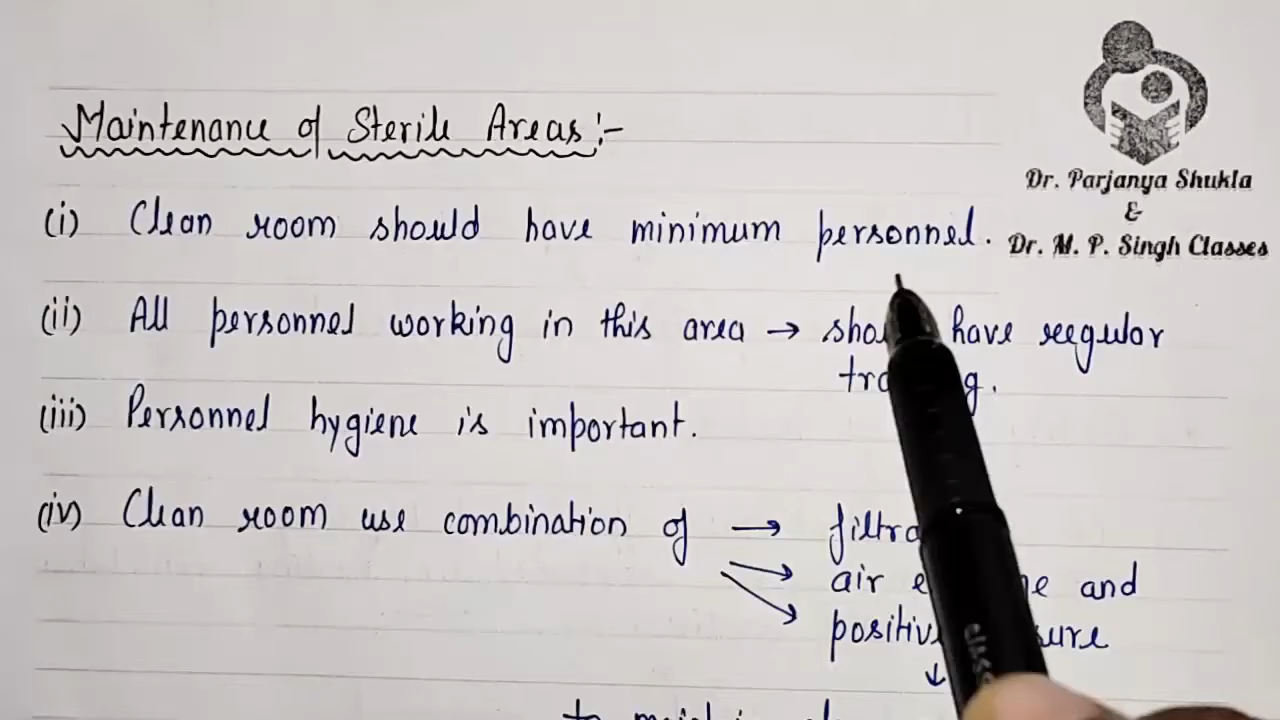 Maintenance of Sterile Areas :-
Dr. Parjanya Shukla
&
Dr. M. P. Singh Classes
(i) Clean room should have minimum personnel.
(ii) All personnel working in this area → have regular
(iii) Personnel hygiene is important.
(iv) Clean room use combination of →
air and